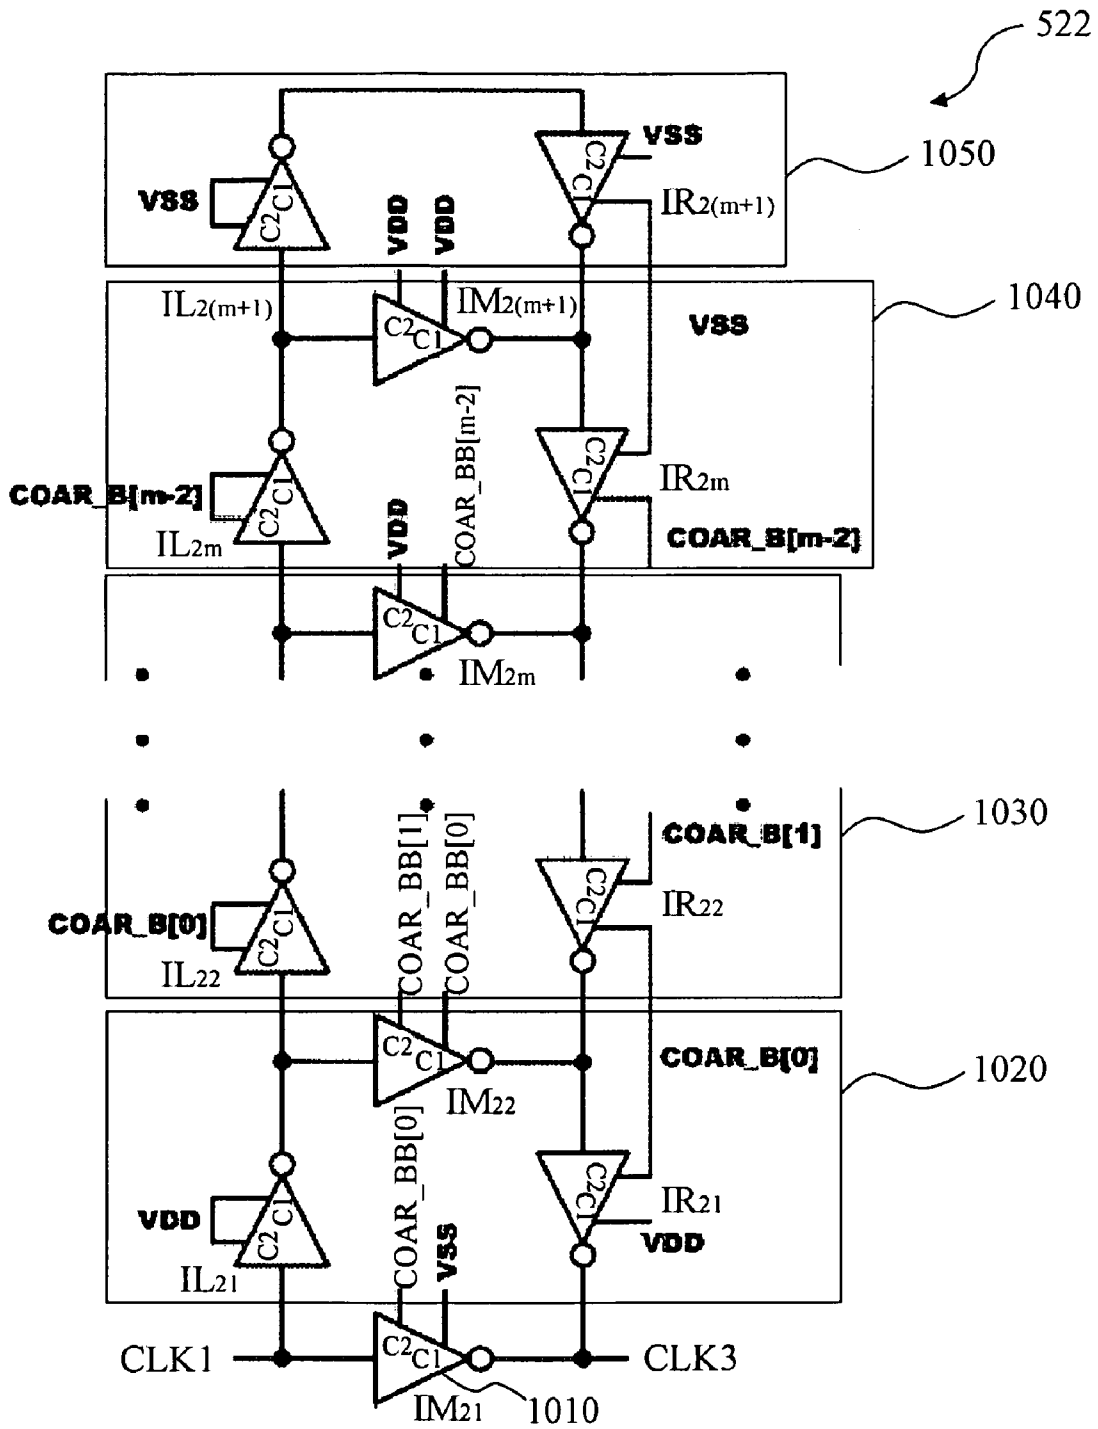 522
1050
VSS
C2 C1
VSS
C2 C1
IR2(m+1)
VDD
VDD
IL2(m+1)
IM2(m+1)
C2 C1
1040
VSS
COAR_B[m-2]
C2 C1
IL2m
VDD
COAR_BB[m-2]
C2 C1
IR2m
COAR_B[m-2]
C2 C1
IM2m
1030
COAR_B[1]
COAR_BB[1]
COAR_BB[0]
C2 C1
IR22
COAR_B[0]
C2 C1
IL22
C2 C1
IM22
COAR_B[0]
1020
VDD
C2 C1
IL21
COAR_BB[0]
VSS
C2 C1
IR21
VDD
CLK1
C2 C1
IM21
1010
CLK3